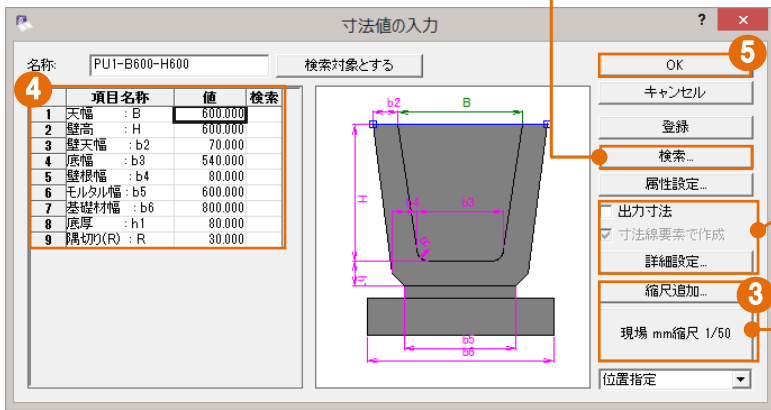 寸法値の入力 ? ×
名称: PU1-B600-H600 検索対象とする
項目名称 値 検索
1 天幅 : B 600.000
2 壁高 : H 600.000
3 壁天幅 : b2 70.000
4 底幅 : b3 540.000
5 壁根幅 : b4 80.000
6 モルタル幅 : b5 600.000
7 基礎材幅 : b6 800.000
8 底厚 : h1 80.000
9 隅切り(R) : R 30.000
4
b2 B
H
b4 b3
R
h1
b5
b6
OK
5
キャンセル
登録
検索...
属性設定...
出力寸法
寸法線要素で作成
詳細設定...
縮尺追加...
3
現場 mm縮尺 1/50
位置指定